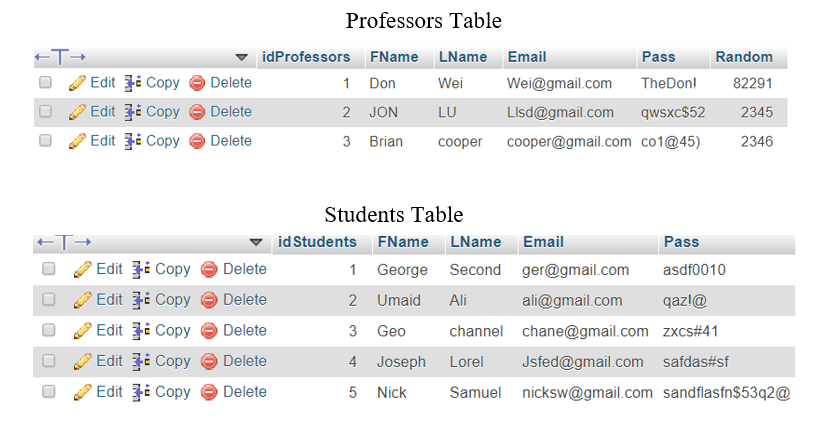 Professors Table
idProfessors FName LName Email Pass Random
Edit Copy Delete 1 Don Wei Wei@gmail.com TheDon! 82291
Edit Copy Delete 2 JON LU Llsd@gmail.com qwsxc$52 2345
Edit Copy Delete 3 Brian cooper cooper@gmail.com co1@45) 2346
Students Table
idStudents FName LName Email Pass
Edit Copy Delete 1 George Second ger@gmail.com asdf0010
Edit Copy Delete 2 Umaid Ali ali@gmail.com qaz!@
Edit Copy Delete 3 Geo channel chane@gmail.com zxcs#41
Edit Copy Delete 4 Joseph Lorel Jsfed@gmail.com safdas#sf
Edit Copy Delete 5 Nick Samuel nicksw@gmail.com sandflasfn$53q2@